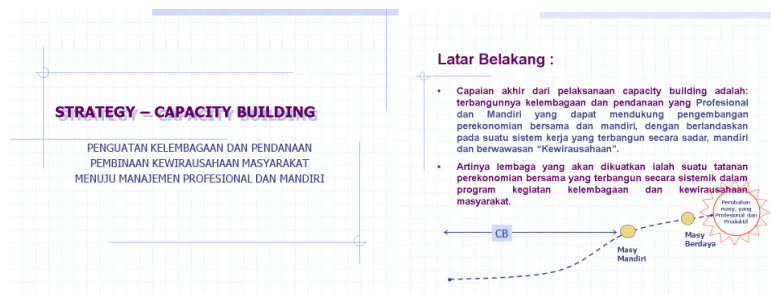 STRATEGY – CAPACITY BUILDING
PENGUATAN KELEMBAGAAN DAN PENDANAAN
PEMBINAAN KEWIRAUSAHAAN MASYARAKAT
MENUJU MANAJEMEN PROFESIONAL DAN MANDIRI
Latar Belakang :
• Capaian akhir dari pelaksanaan capacity building adalah:
terbangunnya kelembagaan dan pendanaan yang Profesional
dan Mandiri yang dapat mendukung pengembangan
perekonomian bersama dan mandiri, dengan berlandaskan
pada suatu sistem kerja yang terbangun secara sadar, mandiri
dan berwawasan “Kewirausahaan”.
• Artinya lembaga yang akan dikuatkan ialah suatu tatanan
perekonomian bersama yang terbangun secara sistemik dalam
program kegiatan kelembagaan dan kewirausahaan
masyarakat.
Perubahan
masy. yang
Profesional dan
Produktif
CB
Masy
Berdaya
Masy
Mandiri